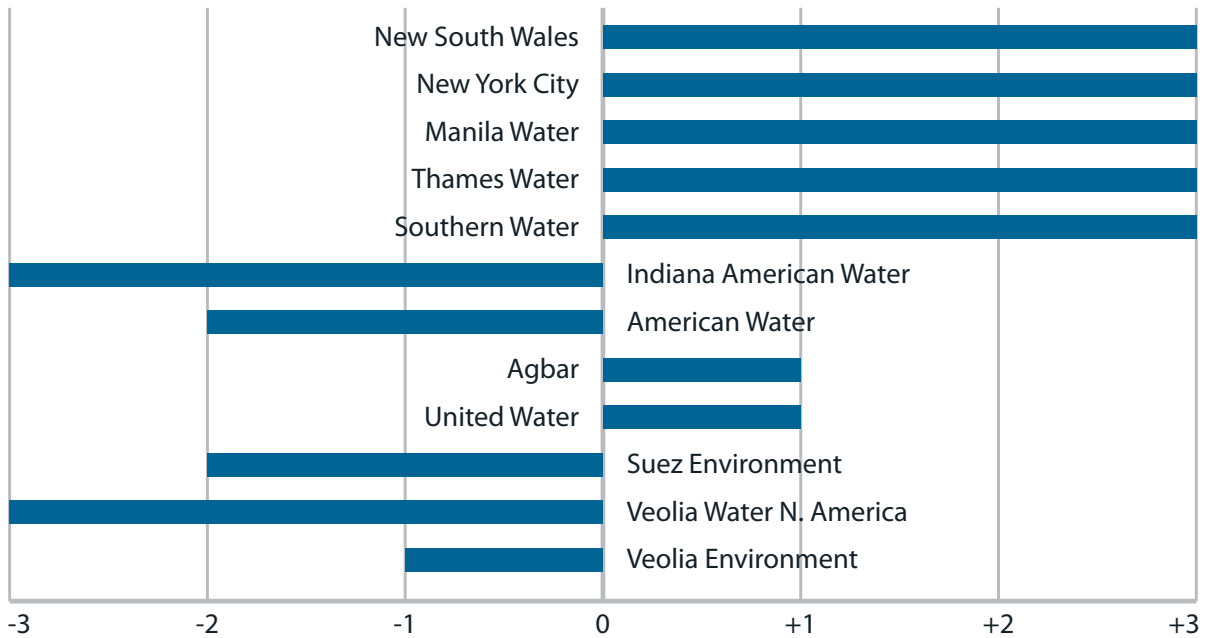 New South Wales
New York City
Manila Water
Thames Water
Southern Water
Indiana American Water
American Water
Agbar
United Water
Suez Environment
Veolia Water N. America
Veolia Environment
-3 -2 -1 0 +1 +2 +3